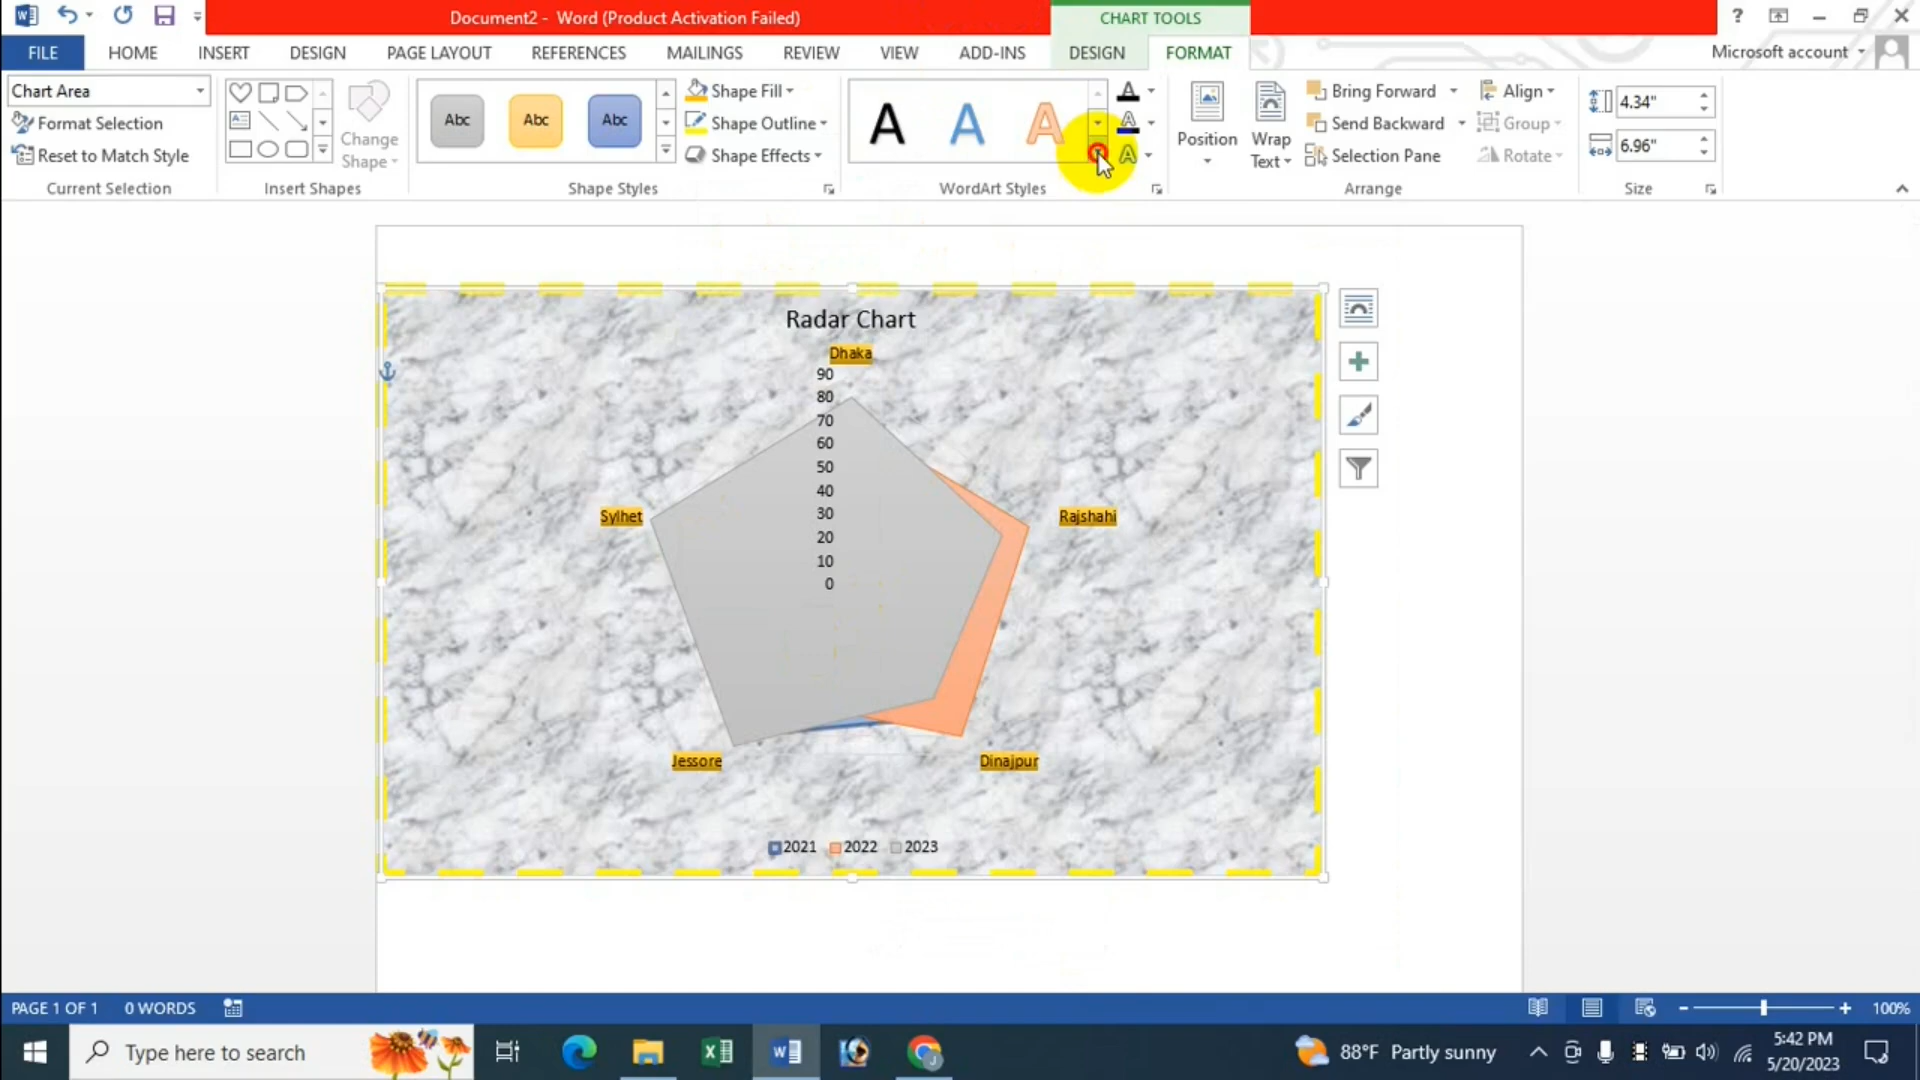 Document2 - Word (Product Activation Failed)
CHART TOOLS
?
FILE
HOME
INSERT
DESIGN
PAGE LAYOUT
REFERENCES
MAILINGS
REVIEW
VIEW
ADD-INS
DESIGN
FORMAT
Microsoft account
Chart Area
Format Selection
Reset to Match Style
Current Selection
Change
Shape
Insert Shapes
Abc
Abc
Abc
Shape Fill
Shape Outline
Shape Effects
Shape Styles
A
A
A
A
A
A
WordArt Styles
Position
Wrap
Text
Bring Forward
Send Backward
Selection Pane
Align
Group
Rotate
Arrange
4.34"
6.96"
Size
Radar Chart
Dhaka
90
80
70
60
50
40
30
20
10
0
Sylhet
Rajshahi
Jessore
Dinajpur
2021
2022
2023
PAGE 1 OF 1
0 WORDS
100%
Type here to search
88°F Partly sunny
5:42 PM
5/20/2023